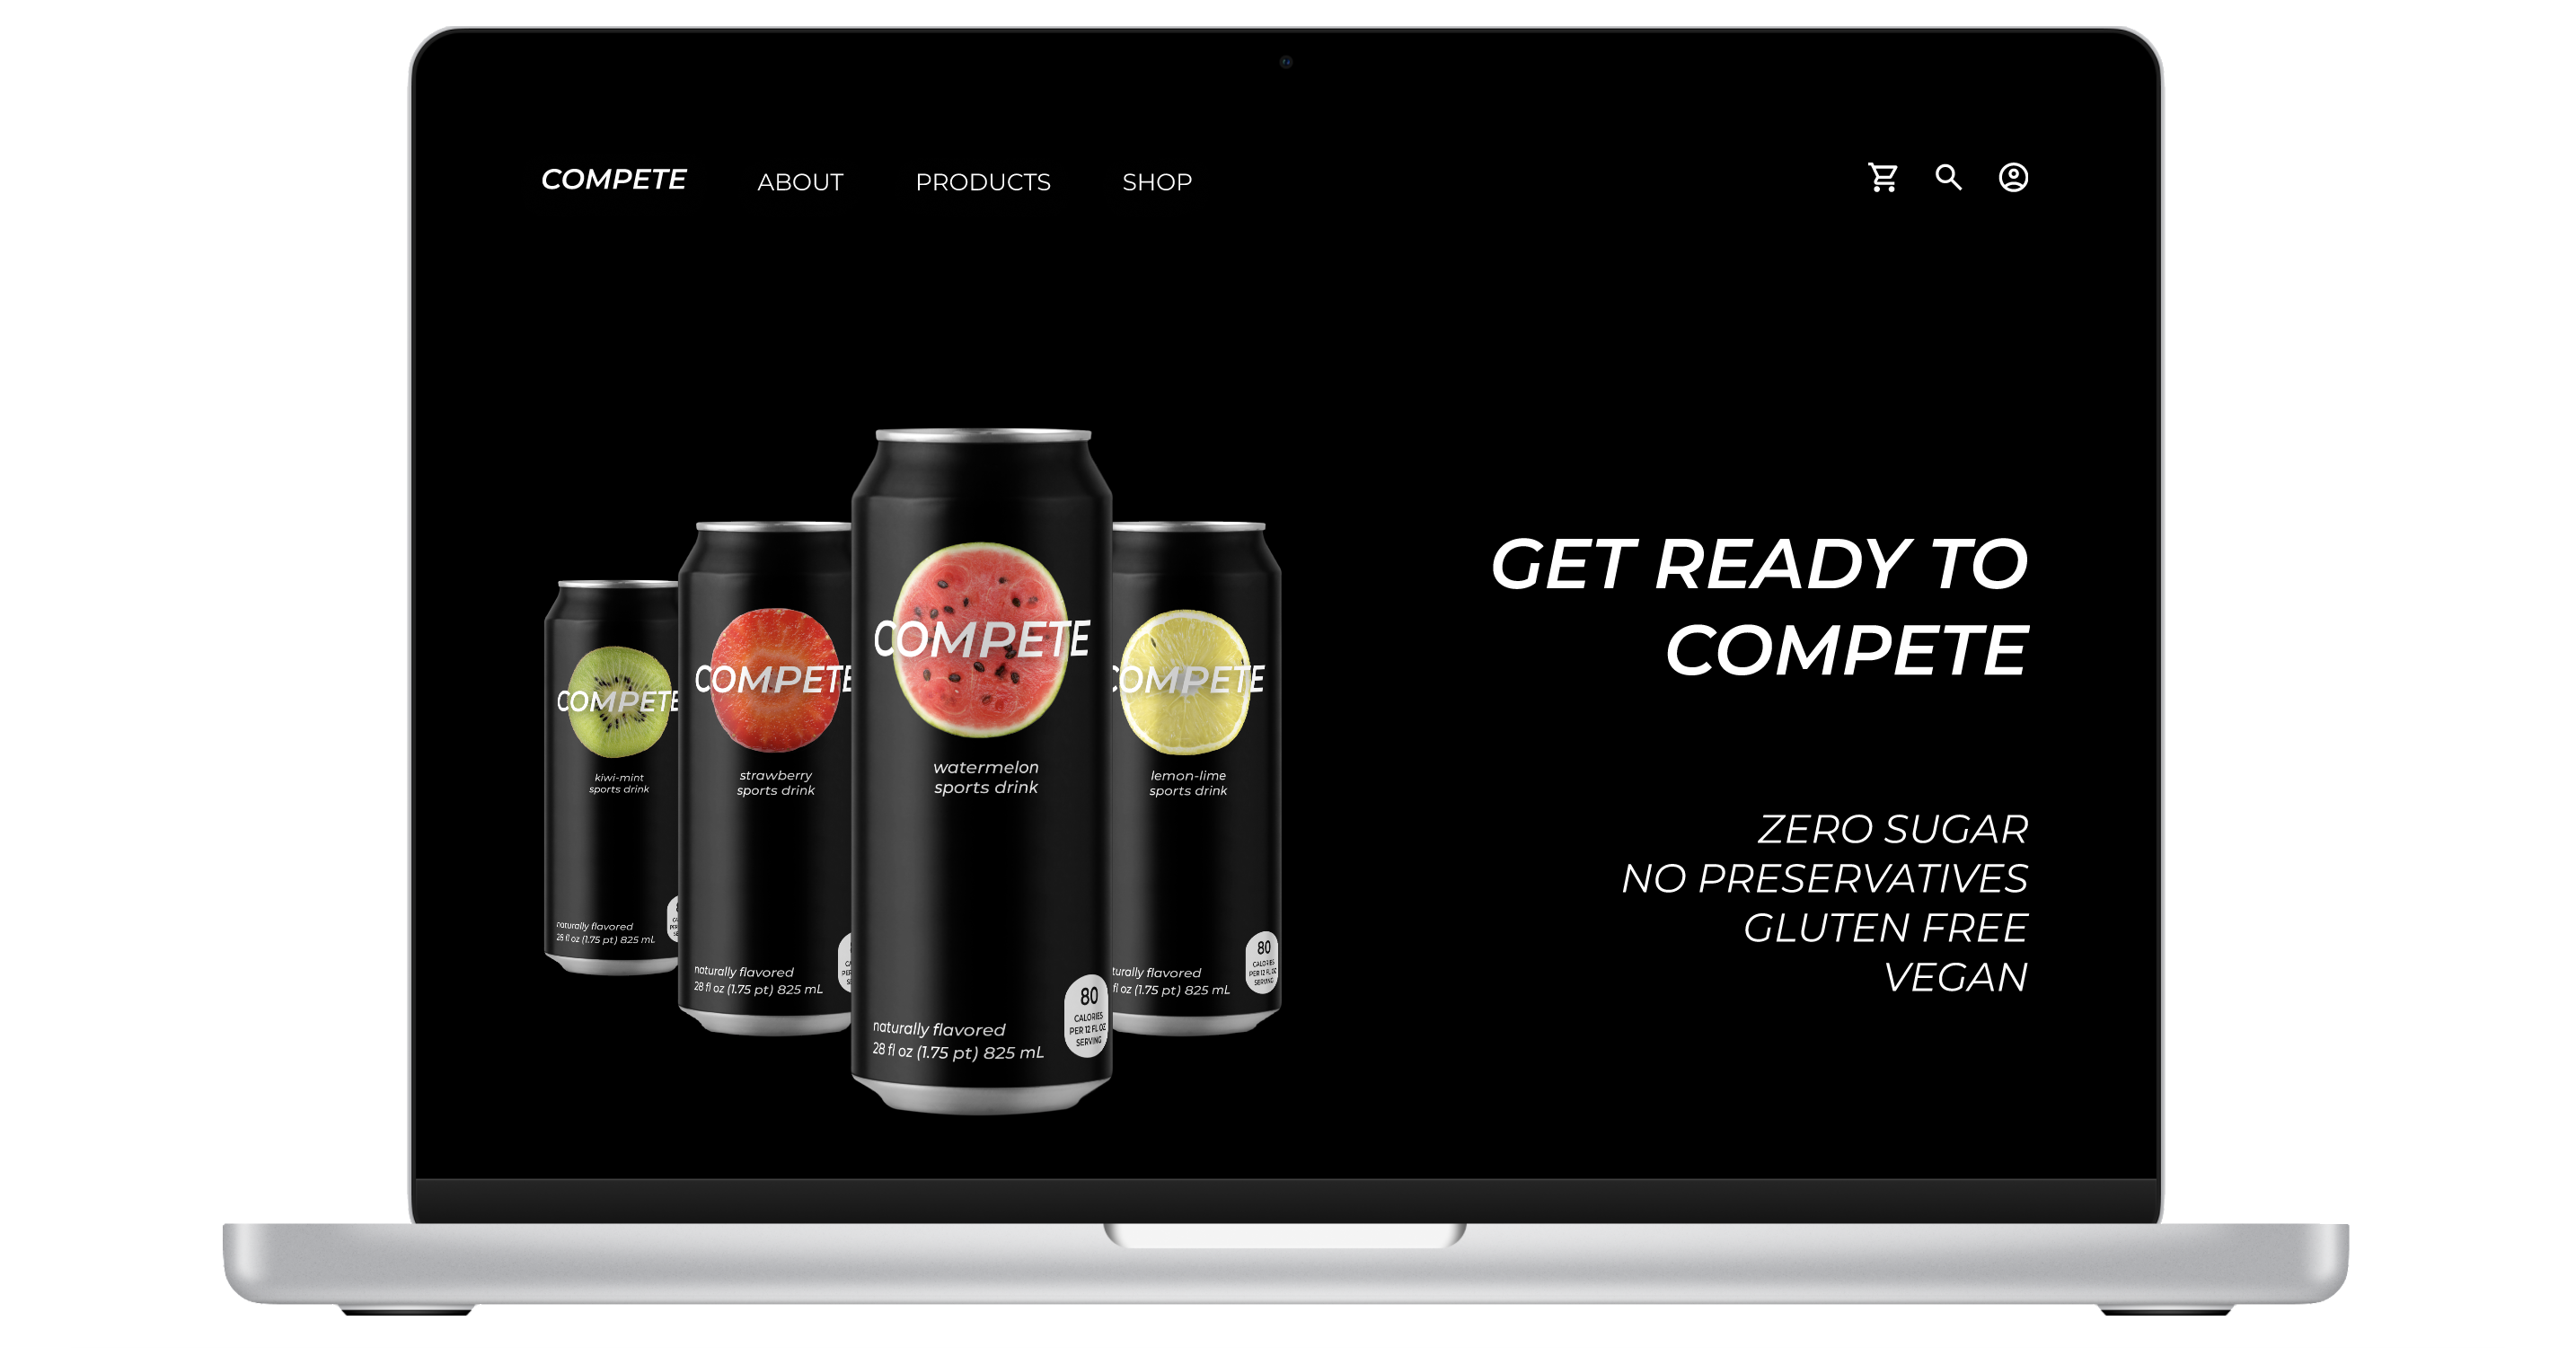 COMPETE ABOUT PRODUCTS SHOP
COMPETE
kiwi-mint
sports drink
naturally flavored
28 fl oz (1.75 pt) 825 mL
COMPETE
strawberry
sports drink
naturally flavored
28 fl oz (1.75 pt) 825 mL
COMPETE
watermelon
sports drink
naturally flavored
28 fl oz (1.75 pt) 825 mL
80
CALORIES
PER 12 FL OZ
SERVING
COMPETE
lemon-lime
sports drink
turally flavored
fl oz (1.75 pt) 825 mL
80
CALORIES
PER 12 FL OZ
SERVING
GET READY TO
COMPETE
ZERO SUGAR
NO PRESERVATIVES
GLUTEN FREE
VEGAN